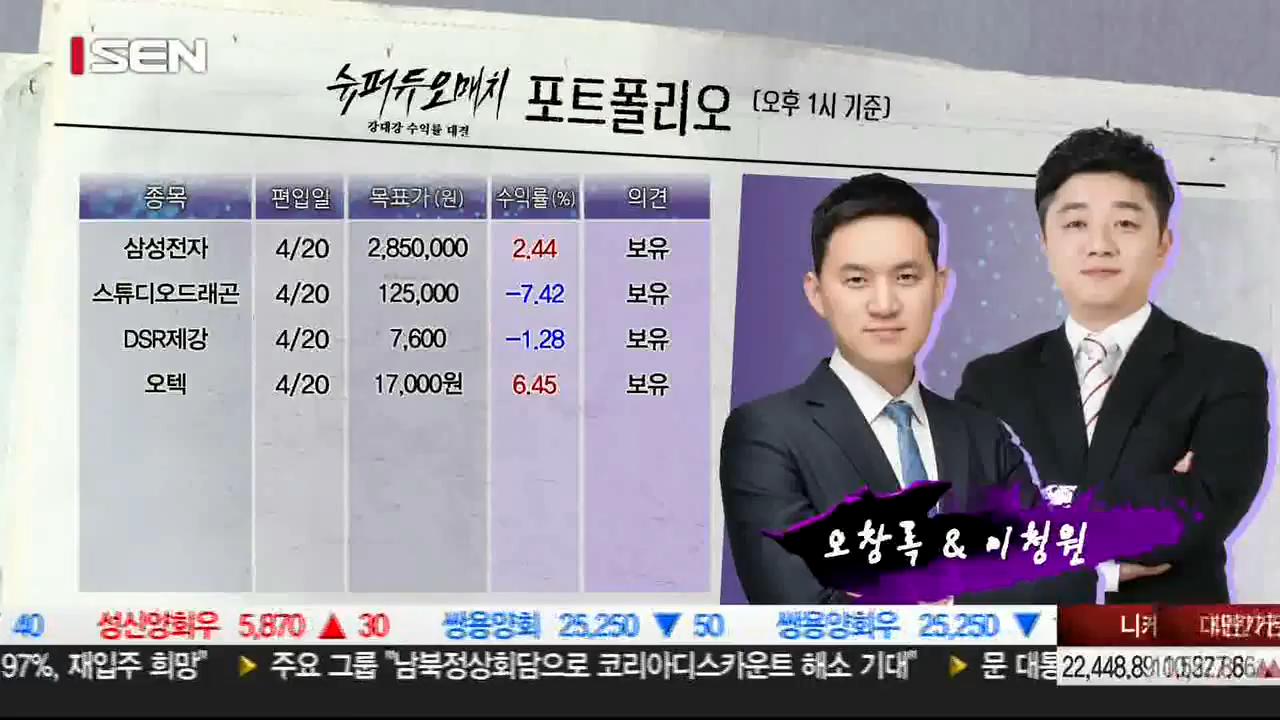 SEN
슈퍼듀오매치 포트폴리오 (오후 1시 기준)
강대강 수익률 대결
종목 편입일 목표가(원) 수익률(%) 의견
삼성전자 4/20 2,850,000 2.44 보유
스튜디오드래곤 4/20 125,000 -7.42 보유
DSR제강 4/20 7,600 -1.28 보유
오텍 4/20 17,000원 6.45 보유
오창록 & 이청원
40 성신양회우 5,870 ▲ 30 쌍용양회 25,250 ▼ 50 쌍용양회우 25,250 ▼ 니케
97%, 재입주 희망" ▶ 주요 그룹 "남북정상회담으로 코리아디스카운트 해소 기대" ▶ 문 대통